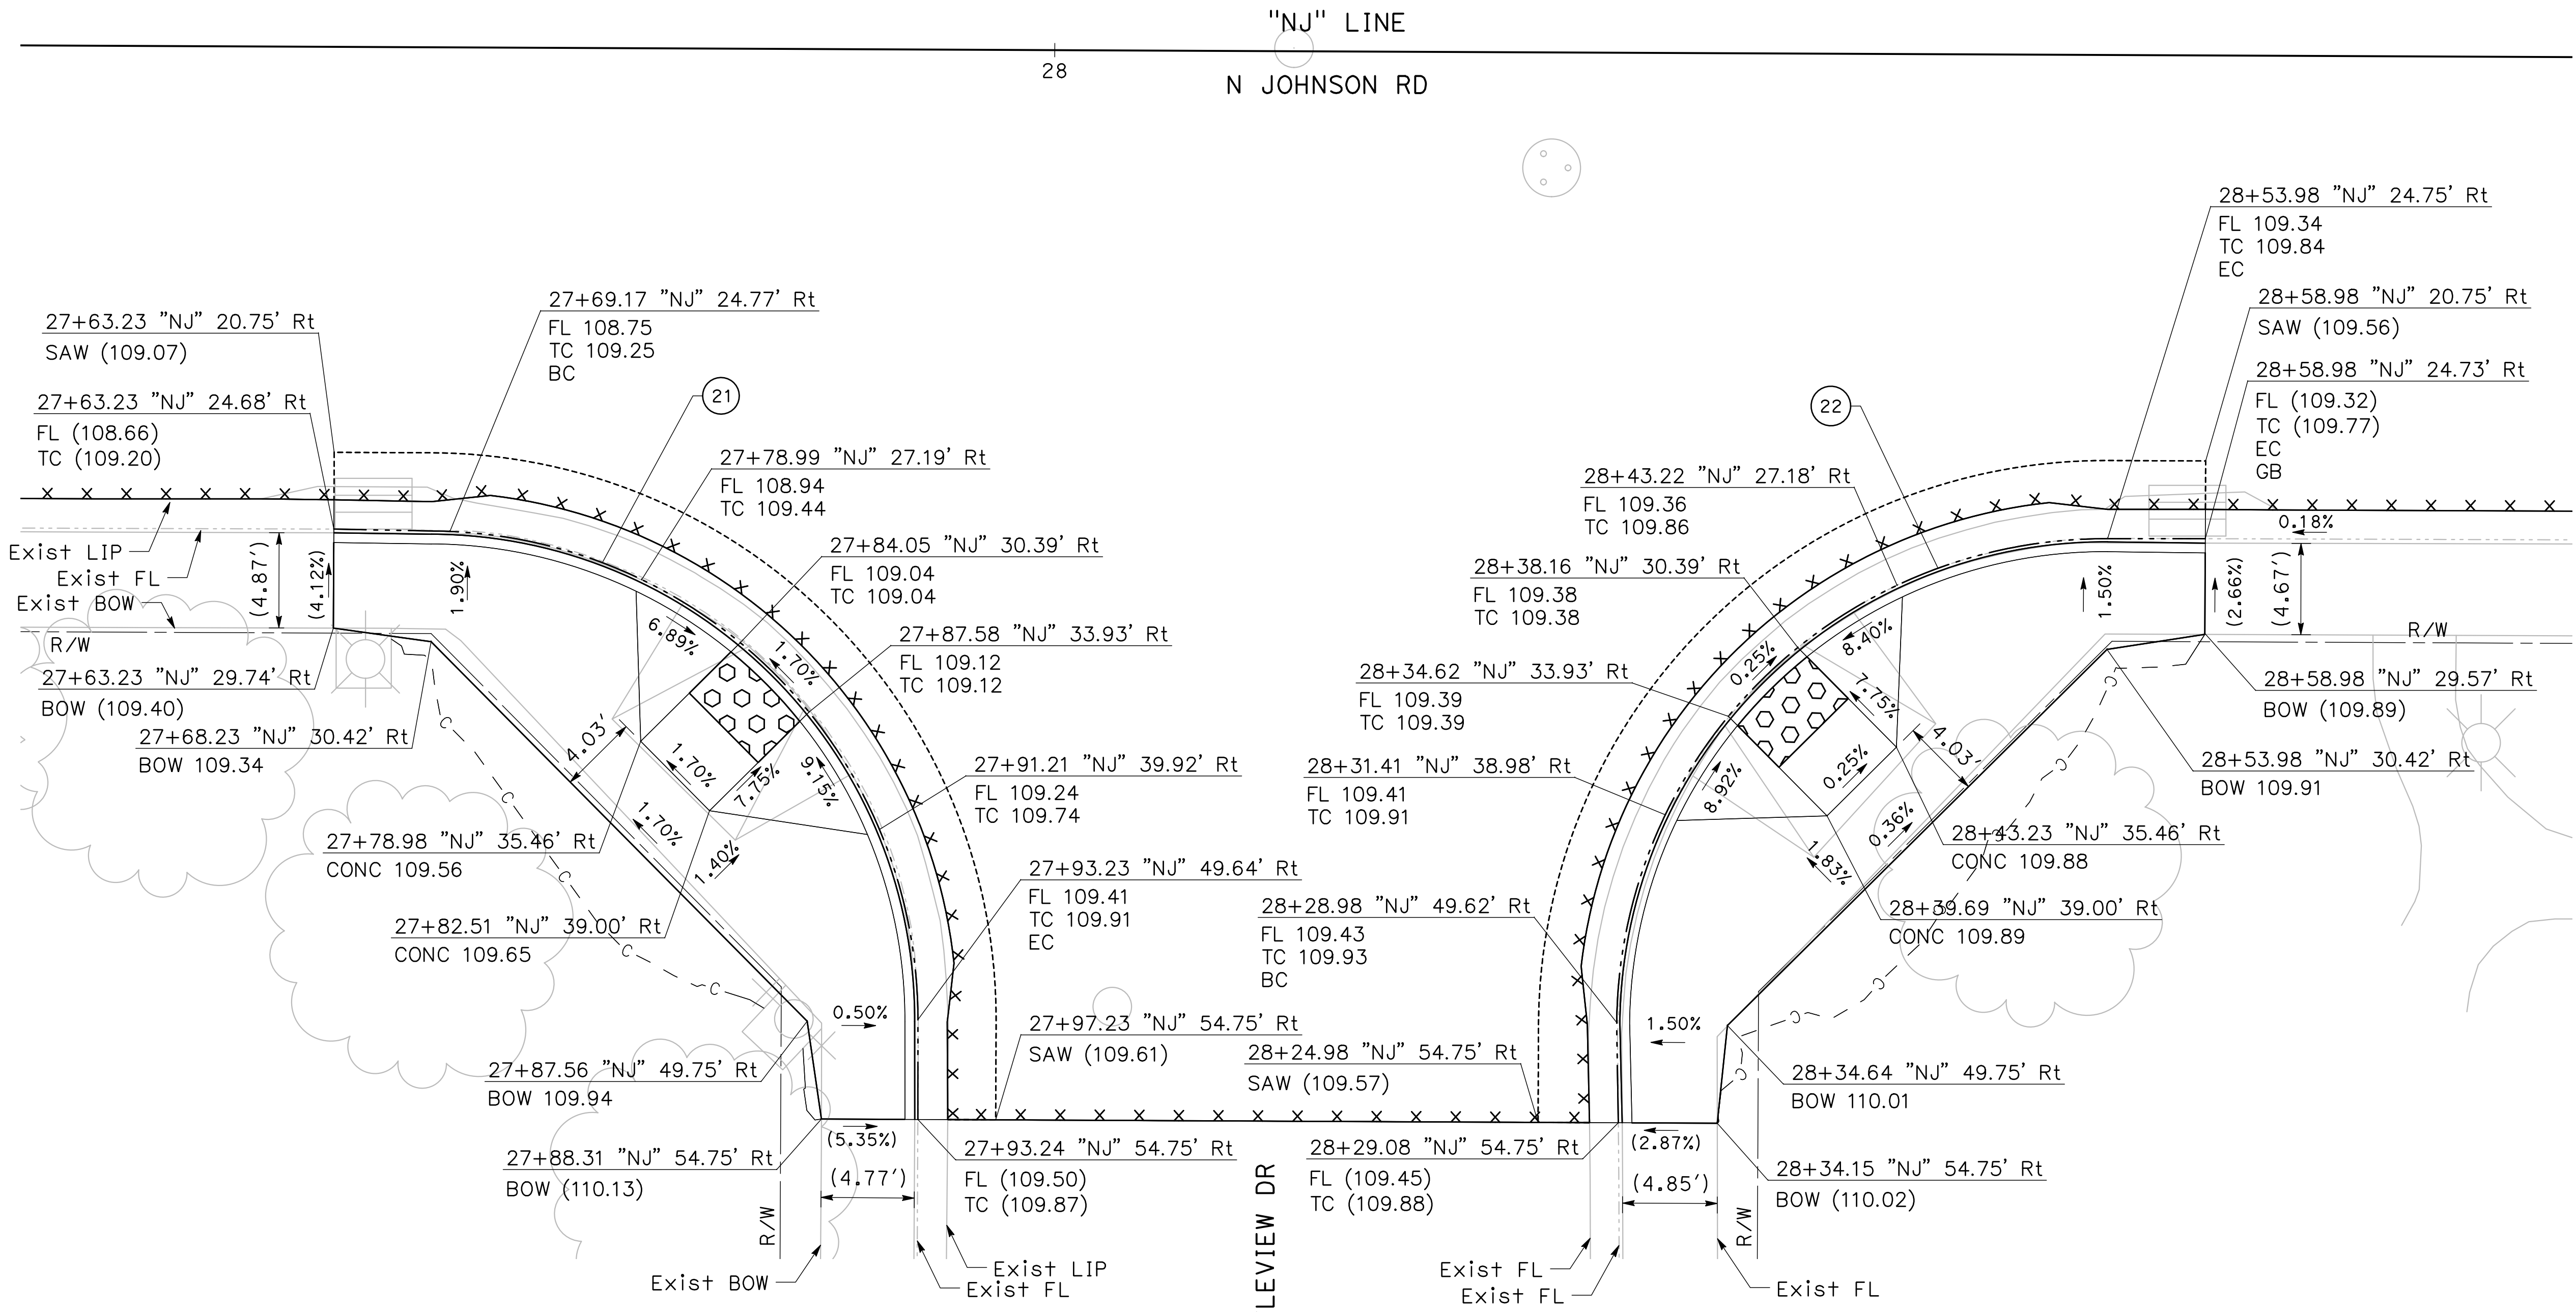 "NJ" LINE
28
N JOHNSON RD
28+53.98 "NJ" 24.75' Rt
FL 109.34
TC 109.84
EC
27+69.17 "NJ" 24.77' Rt
FL 108.75
TC 109.25
BC
28+58.98 "NJ" 20.75' Rt
SAW (109.56)
27+63.23 "NJ" 20.75' Rt
SAW (109.07)
28+58.98 "NJ" 24.73' Rt
FL (109.32)
TC (109.77)
EC
GB
27+63.23 "NJ" 24.68' Rt
FL (108.66)
TC (109.20)
21
22
27+78.99 "NJ" 27.19' Rt
FL 108.94
TC 109.44
28+43.22 "NJ" 27.18' Rt
FL 109.36
TC 109.86
0.18%
Exist LIP
Exist FL
Exist BOW
R/W
(4.87')
(4.12%)
1.90%
27+84.05 "NJ" 30.39' Rt
FL 109.04
TC 109.04
28+38.16 "NJ" 30.39' Rt
FL 109.38
TC 109.38
1.50%
(2.66%)
(4.67')
R/W
6.89%
1.70%
27+87.58 "NJ" 33.93' Rt
FL 109.12
TC 109.12
8.40%
0.25%
28+34.62 "NJ" 33.93' Rt
FL 109.39
TC 109.39
7.75%
27+63.23 "NJ" 29.74' Rt
BOW (109.40)
28+58.98 "NJ" 29.57' Rt
BOW (109.89)
27+68.23 "NJ" 30.42' Rt
BOW 109.34
28+53.98 "NJ" 30.42' Rt
BOW 109.91
4.03'
1.70%
7.75%
9.15%
27+91.21 "NJ" 39.92' Rt
FL 109.24
TC 109.74
28+31.41 "NJ" 38.98' Rt
FL 109.41
TC 109.91
8.92%
0.25%
4.03'
C
C
C
C
1.70%
1.40%
0.36%
1.83%
27+78.98 "NJ" 35.46' Rt
CONC 109.56
28+43.23 "NJ" 35.46' Rt
CONC 109.88
27+93.23 "NJ" 49.64' Rt
FL 109.41
TC 109.91
EC
28+28.98 "NJ" 49.62' Rt
FL 109.43
TC 109.93
BC
27+82.51 "NJ" 39.00' Rt
CONC 109.65
28+39.69 "NJ" 39.00' Rt
CONC 109.89
C
C
C
C
C
C
C
0.50%
1.50%
27+97.23 "NJ" 54.75' Rt
SAW (109.61)
28+24.98 "NJ" 54.75' Rt
SAW (109.57)
27+87.56 "NJ" 49.75' Rt
BOW 109.94
28+34.64 "NJ" 49.75' Rt
BOW 110.01
(5.35%)
(2.87%)
27+88.31 "NJ" 54.75' Rt
BOW (110.13)
(4.77')
27+93.24 "NJ" 54.75' Rt
FL (109.50)
TC (109.87)
28+29.08 "NJ" 54.75' Rt
FL (109.45)
TC (109.88)
(4.85')
28+34.15 "NJ" 54.75' Rt
BOW (110.02)
R/W
LEVIEW DR
R/W
Exist BOW
Exist LIP
Exist FL
Exist FL
Exist FL
Exist FL